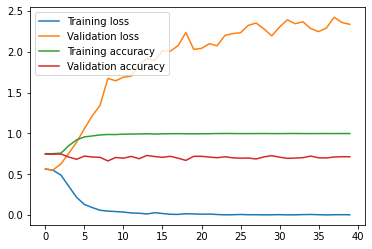 2.5
2.0
1.5
1.0
0.5
0.0
Training loss
Validation loss
Training accuracy
Validation accuracy
0 5 10 15 20 25 30 35 40